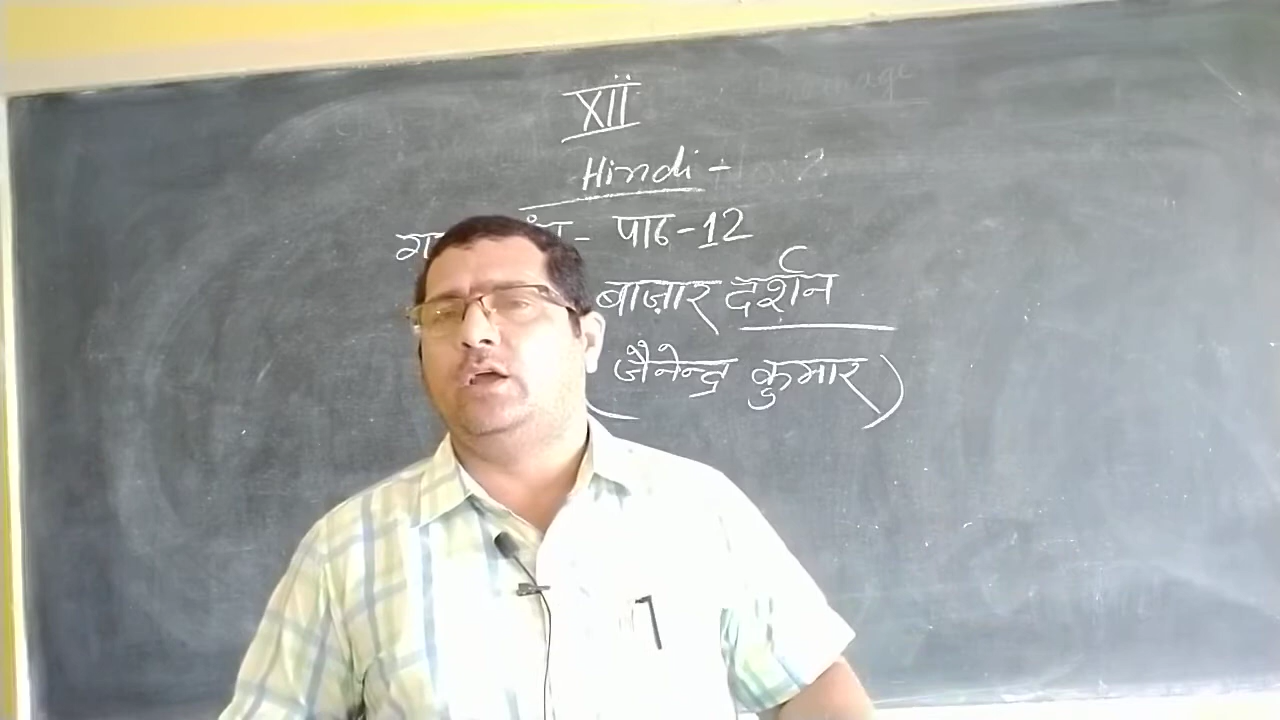 XII
Hindi -
- पाठ-12
बाज़ार दर्शन
(जैनेन्द्र कुमार)